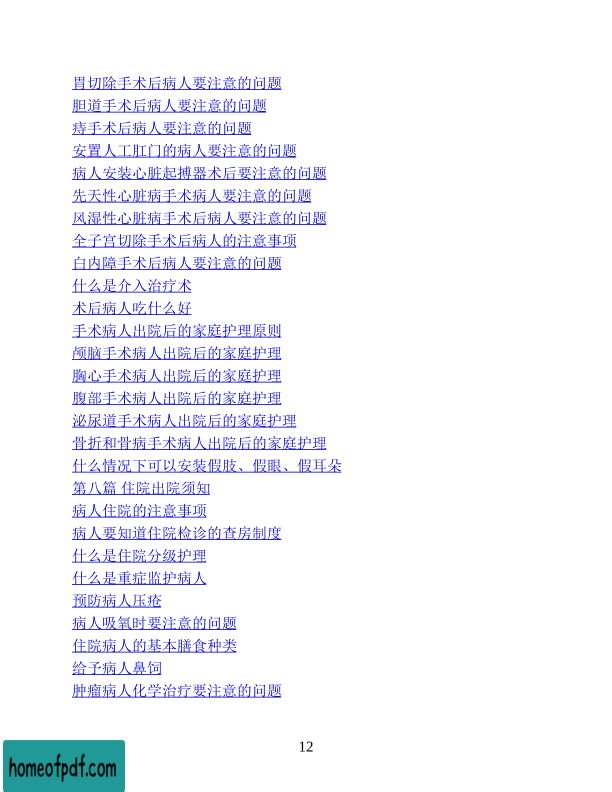 胃切除手术后病人要注意的问题
胆道手术后病人要注意的问题
痔手术后病人要注意的问题
安置人工肛门的病人要注意的问题
病人安装心脏起搏器术后要注意的问题
先天性心脏病手术病人要注意的问题
风湿性心脏病手术后病人要注意的问题
全子宫切除手术后病人的注意事项
白内障手术后病人要注意的问题
什么是介入治疗术
术后病人吃什么好
手术病人出院后的家庭护理原则
颅脑手术病人出院后的家庭护理
胸心手术病人出院后的家庭护理
腹部手术病人出院后的家庭护理
泌尿道手术病人出院后的家庭护理
骨折和骨病手术病人出院后的家庭护理
什么情况下可以安装假肢、假眼、假耳朵
第八篇 住院出院须知
病人住院的注意事项
病人要知道住院检诊的查房制度
什么是住院分级护理
什么是重症监护病人
预防病人压疮
病人吸氧时要注意的问题
住院病人的基本膳食种类
给予病人鼻饲
肿瘤病人化学治疗要注意的问题
12
homeofpdf.com